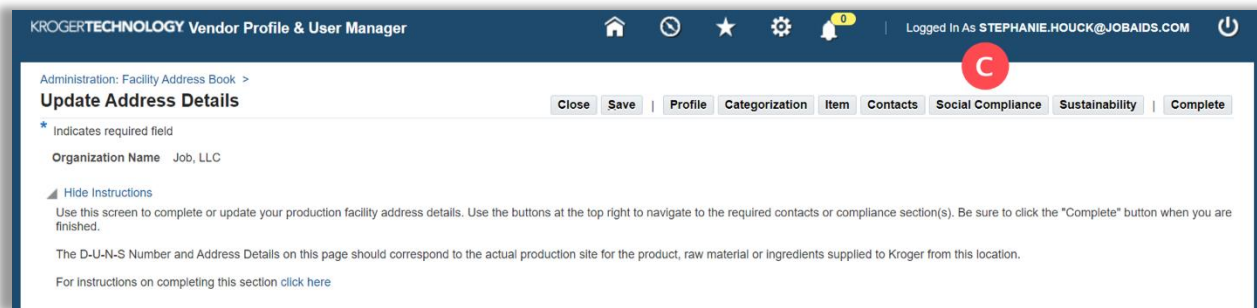 KROGERTECHNOLOGY Vendor Profile & User Manager
0
Logged In As STEPHANIE.HOUCK@JOBAIDS.COM
C
Administration: Facility Address Book >
Update Address Details
Close Save | Profile Categorization Item Contacts Social Compliance Sustainability | Complete
* Indicates required field
Organization Name Job, LLC
Hide Instructions
Use this screen to complete or update your production facility address details. Use the buttons at the top right to navigate to the required contacts or compliance section(s). Be sure to click the "Complete" button when you are
finished.
The D-U-N-S Number and Address Details on this page should correspond to the actual production site for the product, raw material or ingredients supplied to Kroger from this location.
For instructions on completing this section click here